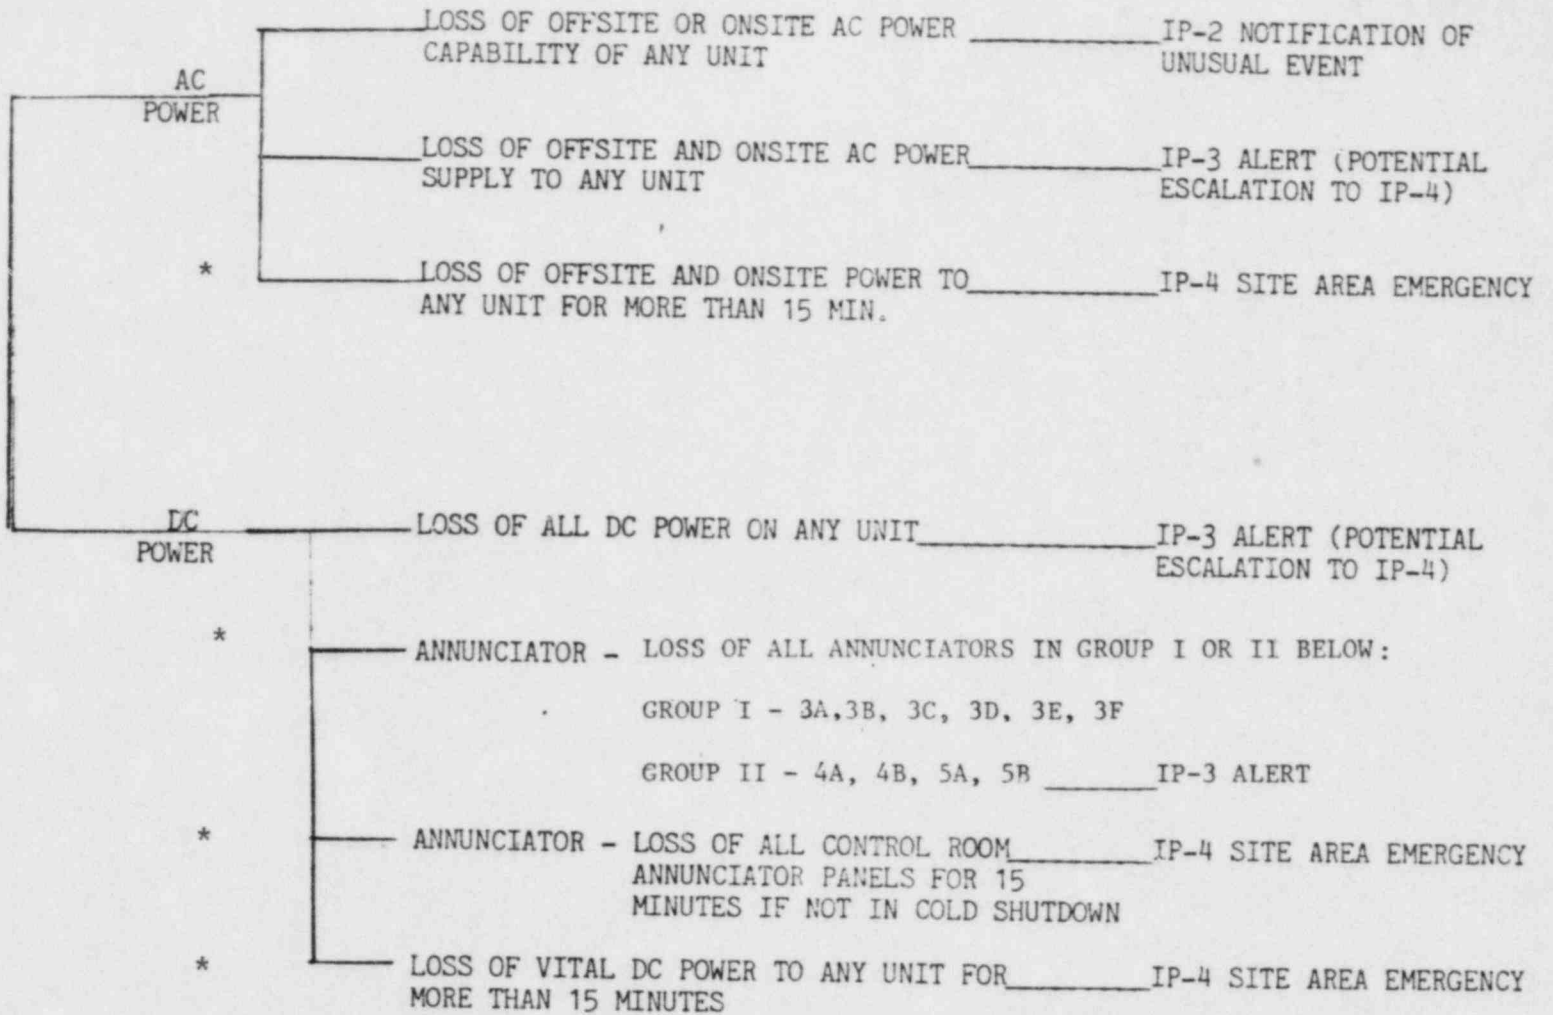 LOSS OF OFFSITE OR ONSITE AC POWER IP-2 NOTIFICATION OF
CAPABILITY OF ANY UNIT UNUSUAL EVENT
AC
POWER
LOSS OF OFFSITE AND ONSITE AC POWER IP-3 ALERT (POTENTIAL
SUPPLY TO ANY UNIT ESCALATION TO IP-4)
* LOSS OF OFFSITE AND ONSITE POWER TO IP-4 SITE AREA EMERGENCY
ANY UNIT FOR MORE THAN 15 MIN.
DC LOSS OF ALL DC POWER ON ANY UNIT IP-3 ALERT (POTENTIAL
POWER ESCALATION TO IP-4)
* ANNUNCIATOR - LOSS OF ALL ANNUNCIATORS IN GROUP I OR II BELOW:
GROUP I - 3A,3B, 3C, 3D, 3E, 3F
GROUP II - 4A, 4B, 5A, 5B IP-3 ALERT
* ANNUNCIATOR - LOSS OF ALL CONTROL ROOM IP-4 SITE AREA EMERGENCY
ANNUNCIATOR PANELS FOR 15
MINUTES IF NOT IN COLD SHUTDOWN
* LOSS OF VITAL DC POWER TO ANY UNIT FOR IP-4 SITE AREA EMERGENCY
MORE THAN 15 MINUTES